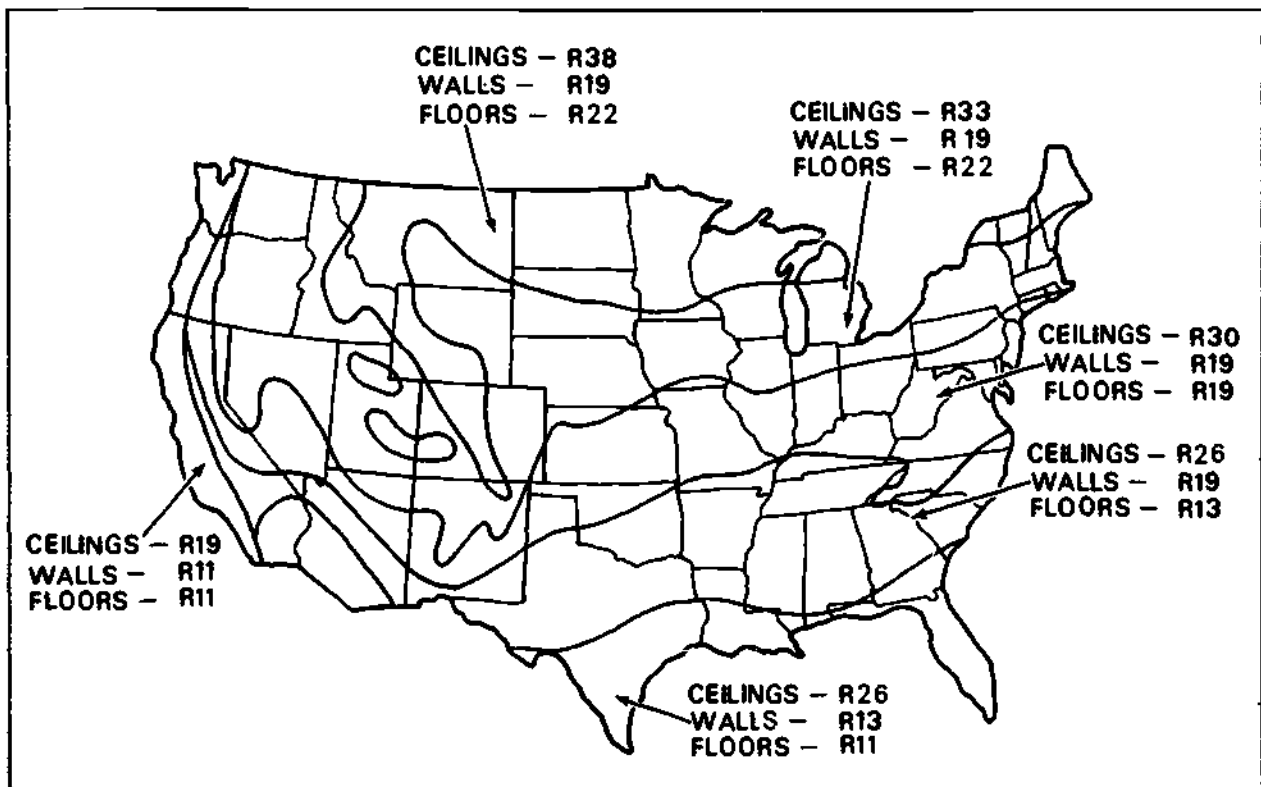 CEILINGS – R38
WALLS – R19
FLOORS – R22
CEILINGS – R33
WALLS – R19
FLOORS – R22
CEILINGS – R30
WALLS – R19
FLOORS – R19
CEILINGS – R26
WALLS – R19
FLOORS – R13
CEILINGS – R19
WALLS – R11
FLOORS – R11
CEILINGS – R26
WALLS – R13
FLOORS – R11